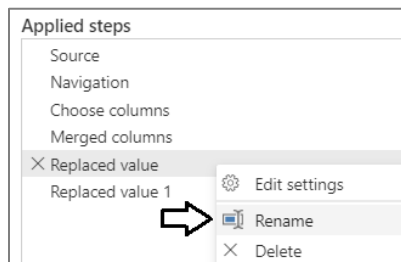 Applied steps
Source
Navigation
Choose columns
Merged columns
Replaced value
Edit settings
Replaced value 1
Rename
Delete